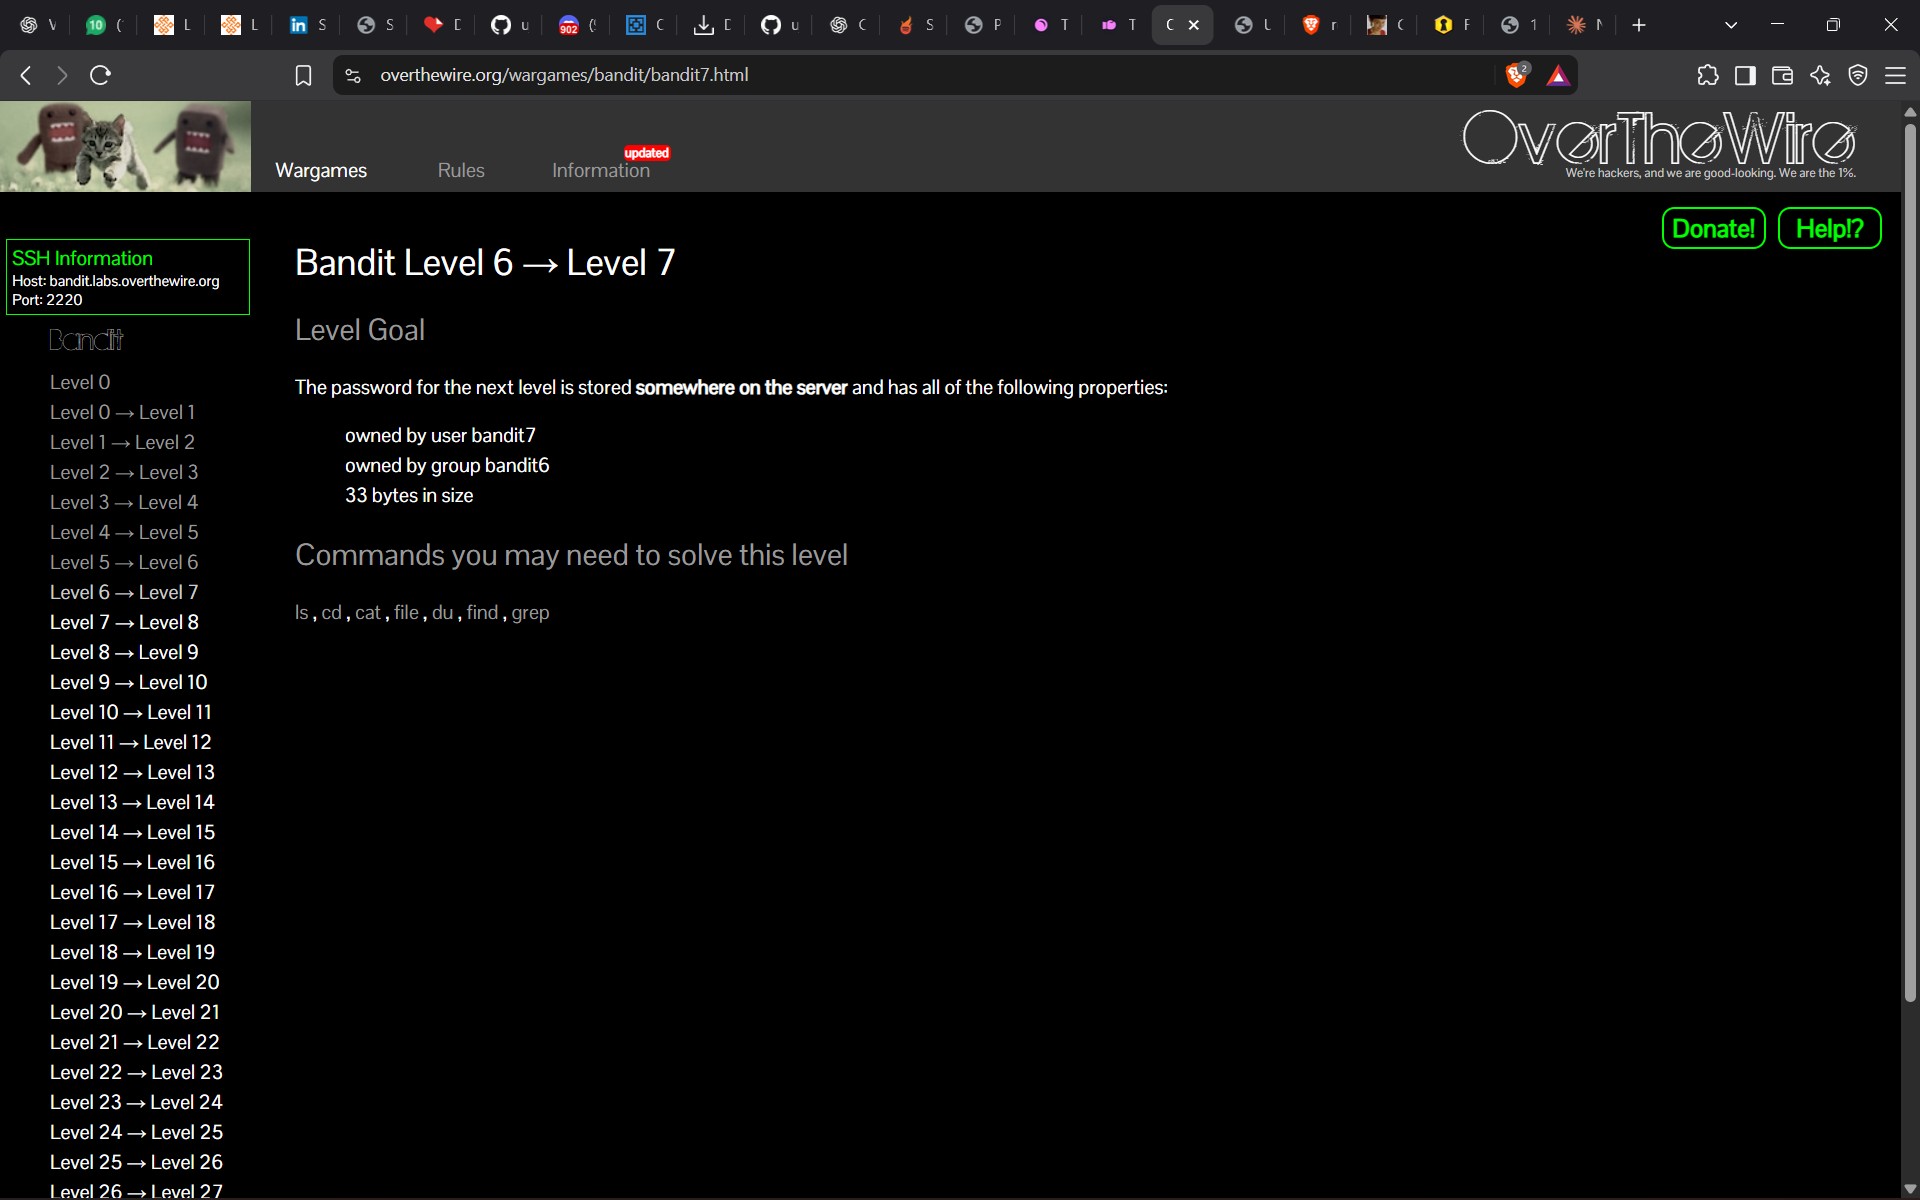 V
10
(
L
L
S
S
D
u
902
(5
C
D
u
C
S
P
T
T
C
U
r
C
F
1
N
overthewire.org/wargames/bandit/bandit7.html
2
Wargames
Rules
updated
Information
OverTheWire
We're hackers, and we are good-looking. We are the 1%.
Donate!
Help!?
SSH Information
Host: bandit.labs.overthewire.org
Port: 2220
Bandit
Level 0
Level 0 → Level 1
Level 1 → Level 2
Level 2 → Level 3
Level 3 → Level 4
Level 4 → Level 5
Level 5 → Level 6
Level 6 → Level 7
Level 7 → Level 8
Level 8 → Level 9
Level 9 → Level 10
Level 10 → Level 11
Level 11 → Level 12
Level 12 → Level 13
Level 13 → Level 14
Level 14 → Level 15
Level 15 → Level 16
Level 16 → Level 17
Level 17 → Level 18
Level 18 → Level 19
Level 19 → Level 20
Level 20 → Level 21
Level 21 → Level 22
Level 22 → Level 23
Level 23 → Level 24
Level 24 → Level 25
Level 25 → Level 26
Level 26 → Level 27
Bandit Level 6 → Level 7
Level Goal
The password for the next level is stored somewhere on the server and has all of the following properties:
owned by user bandit7
owned by group bandit6
33 bytes in size
Commands you may need to solve this level
ls , cd , cat , file , du , find , grep